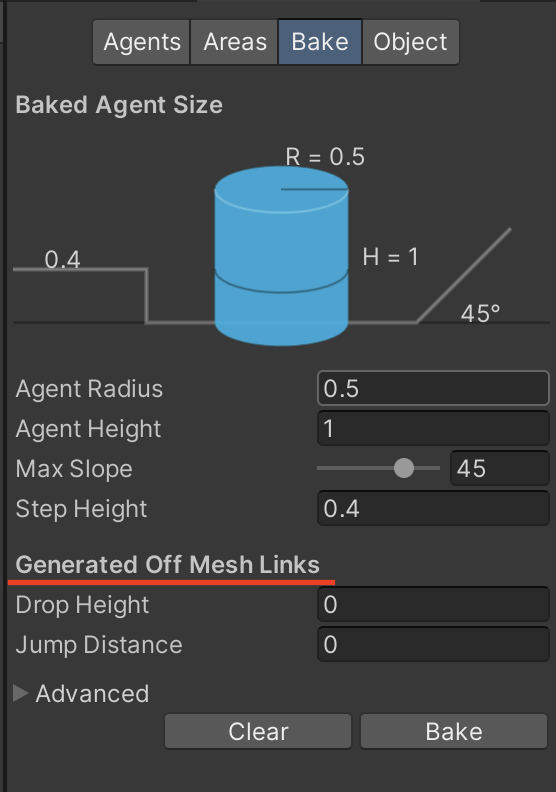 Agents Areas Bake Object
Baked Agent Size
R = 0.5
0.4
H = 1
45°
Agent Radius 0.5
Agent Height 1
Max Slope 45
Step Height 0.4
Generated Off Mesh Links
Drop Height 0
Jump Distance 0
Advanced
Clear Bake